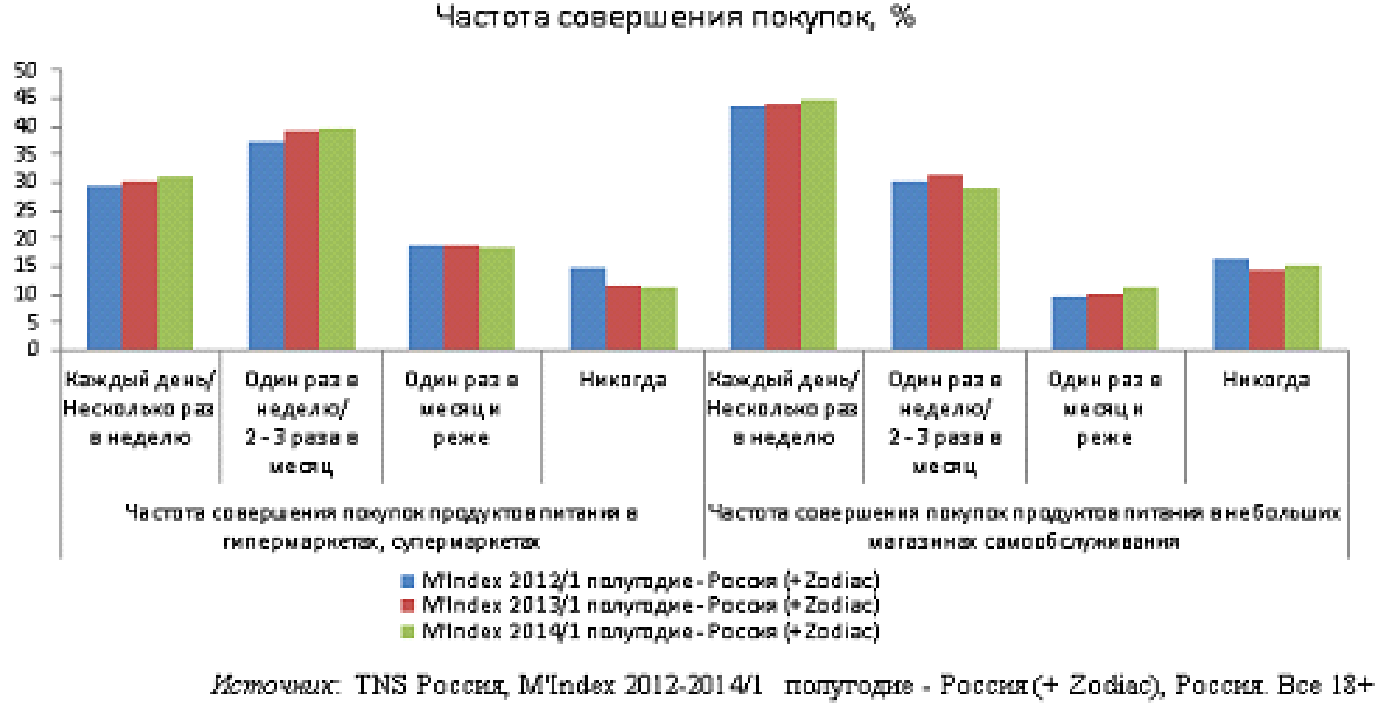 Частота совершения покупок, %
50
45
40
35
30
25
20
15
10
5
0
Каждый день/
Несколько раз
в неделю
Один раз в
неделю/
2 - 3 раза в
месяц
Один раз в
месяц и
реже
Никогда
Каждый день/
Несколько раз
в неделю
Один раз в
неделю/
2 - 3 раза в
месяц
Один раз в
месяц и
реже
Никогда
Частота совершения покупок продуктов питания в
гипермаркетах, супермаркетах
Частота совершения покупок продуктов питания в небольших
магазинах самообслуживания
M'Index 2012/1 полугодие - Россия (+Zodiac)
M'Index 2013/1 полугодие - Россия (+Zodiac)
M'Index 2014/1 полугодие - Россия (+Zodiac)
Источник: TNS Россия, M'Index 2012-2014/1 полугодие - Россия (+ Zodiac), Россия. Все 18+